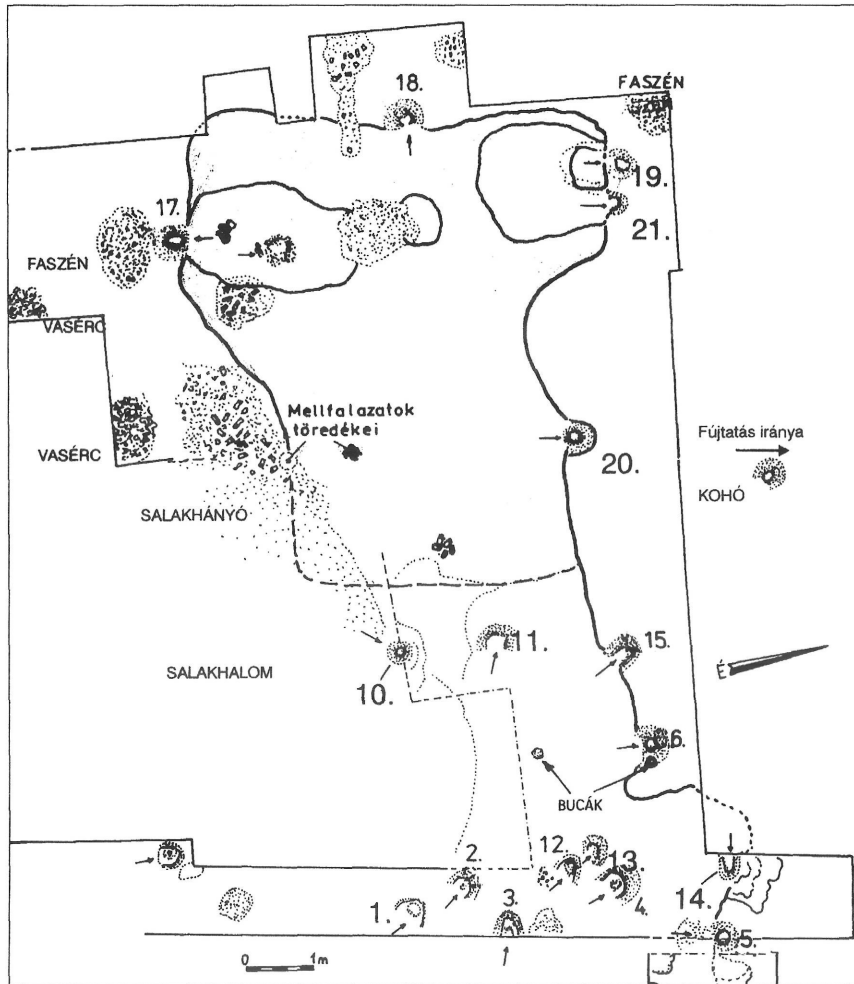 18.
FASZÉN
19.
17.
21.
FASZÉN
VASÉRC
Mellfalazatok
töredékei
Fújtatás iránya
VASÉRC
20.
KOHÓ
SALAKHÁNYÓ
11.
15.
SALAKHALOM
É
10.
6.
BUCÁK
2.
12.
13.
14.
1.
3.
4.
5.
0 1m